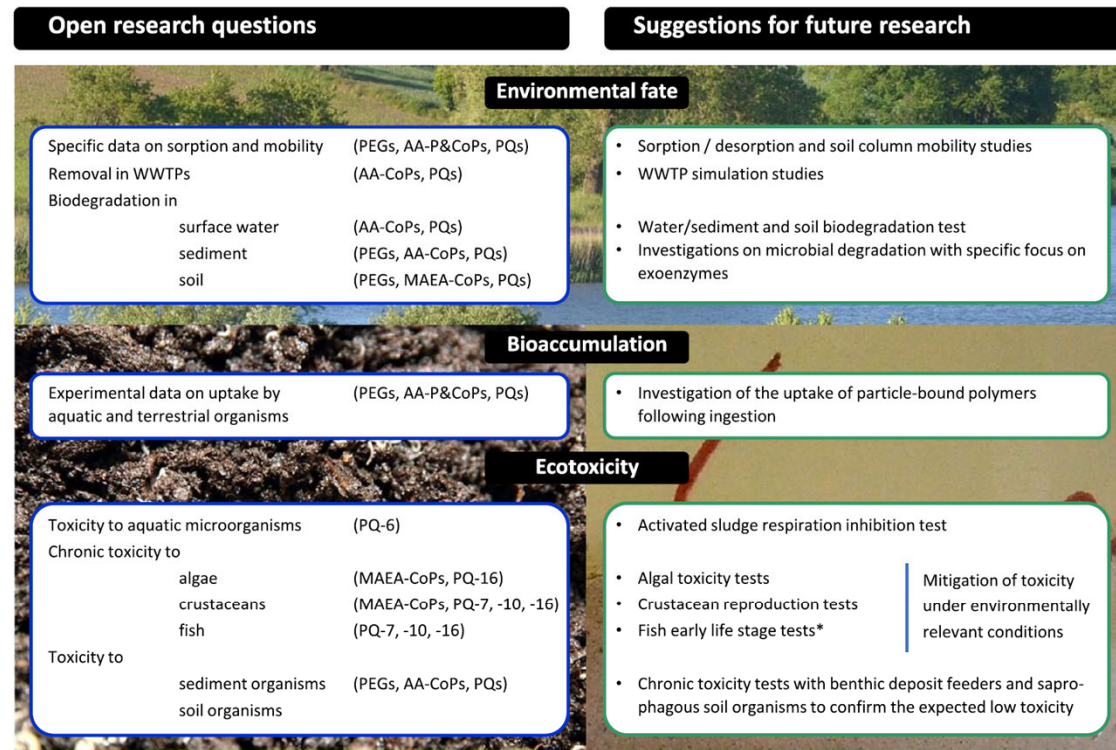 Open research questions
Suggestions for future research
Environmental fate
Specific data on sorption and mobility (PEGs, AA-P&CoPs, PQs)
Removal in WWTPs (AA-CoPs, PQs)
Biodegradation in
surface water (AA-CoPs, PQs)
sediment (PEGs, AA-CoPs, PQs)
soil (PEGs, MAEA-CoPs, PQs)
• Sorption / desorption and soil column mobility studies
• WWTP simulation studies
• Water/sediment and soil biodegradation test
• Investigations on microbial degradation with specific focus on
exoenzymes
Bioaccumulation
Experimental data on uptake by (PEGs, AA-P&CoPs, PQs)
aquatic and terrestrial organisms
• Investigation of the uptake of particle-bound polymers
following ingestion
Ecotoxicity
Toxicity to aquatic microorganisms (PQ-6)
Chronic toxicity to
algae (MAEA-CoPs, PQ-16)
crustaceans (MAEA-CoPs, PQ-7, -10, -16)
fish (PQ-7, -10, -16)
Toxicity to
sediment organisms (PEGs, AA-CoPs, PQs)
soil organisms
• Activated sludge respiration inhibition test
• Algal toxicity tests
• Crustacean reproduction tests
• Fish early life stage tests*
Mitigation of toxicity
under environmentally
relevant conditions
• Chronic toxicity tests with benthic deposit feeders and sapro-
phagous soil organisms to confirm the expected low toxicity